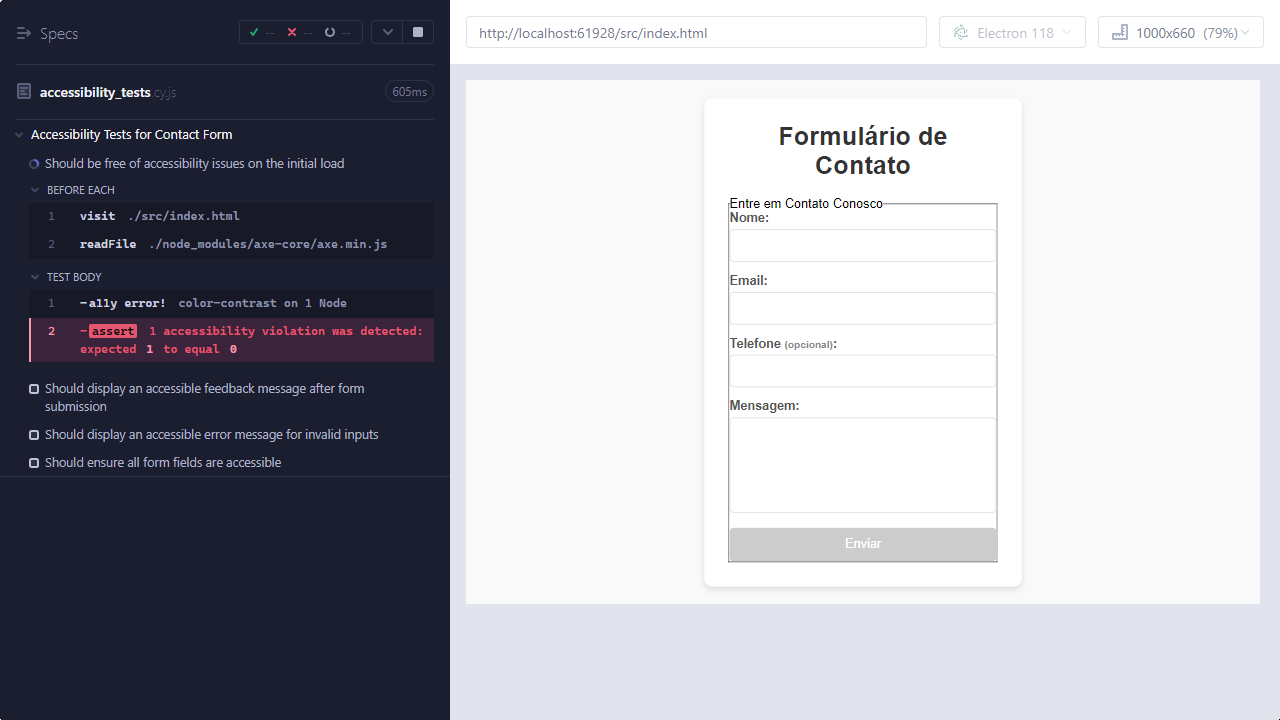 Specs
-- -- --
accessibility_tests cy.js
605ms
Accessibility Tests for Contact Form
Should be free of accessibility issues on the initial load
BEFORE EACH
1 visit ./src/index.html
2 readFile ./node_modules/axe-core/axe.min.js
TEST BODY
1 -a11y error! color-contrast on 1 Node
2 -assert 1 accessibility violation was detected:
expected 1 to equal 0
Should display an accessible feedback message after form
submission
Should display an accessible error message for invalid inputs
Should ensure all form fields are accessible
http://localhost:61928/src/index.html
Electron 118
1000x660 (79%)
Formulário de
Contato
Entre em Contato Conosco
Nome:
Email:
Telefone (opcional):
Mensagem:
Enviar